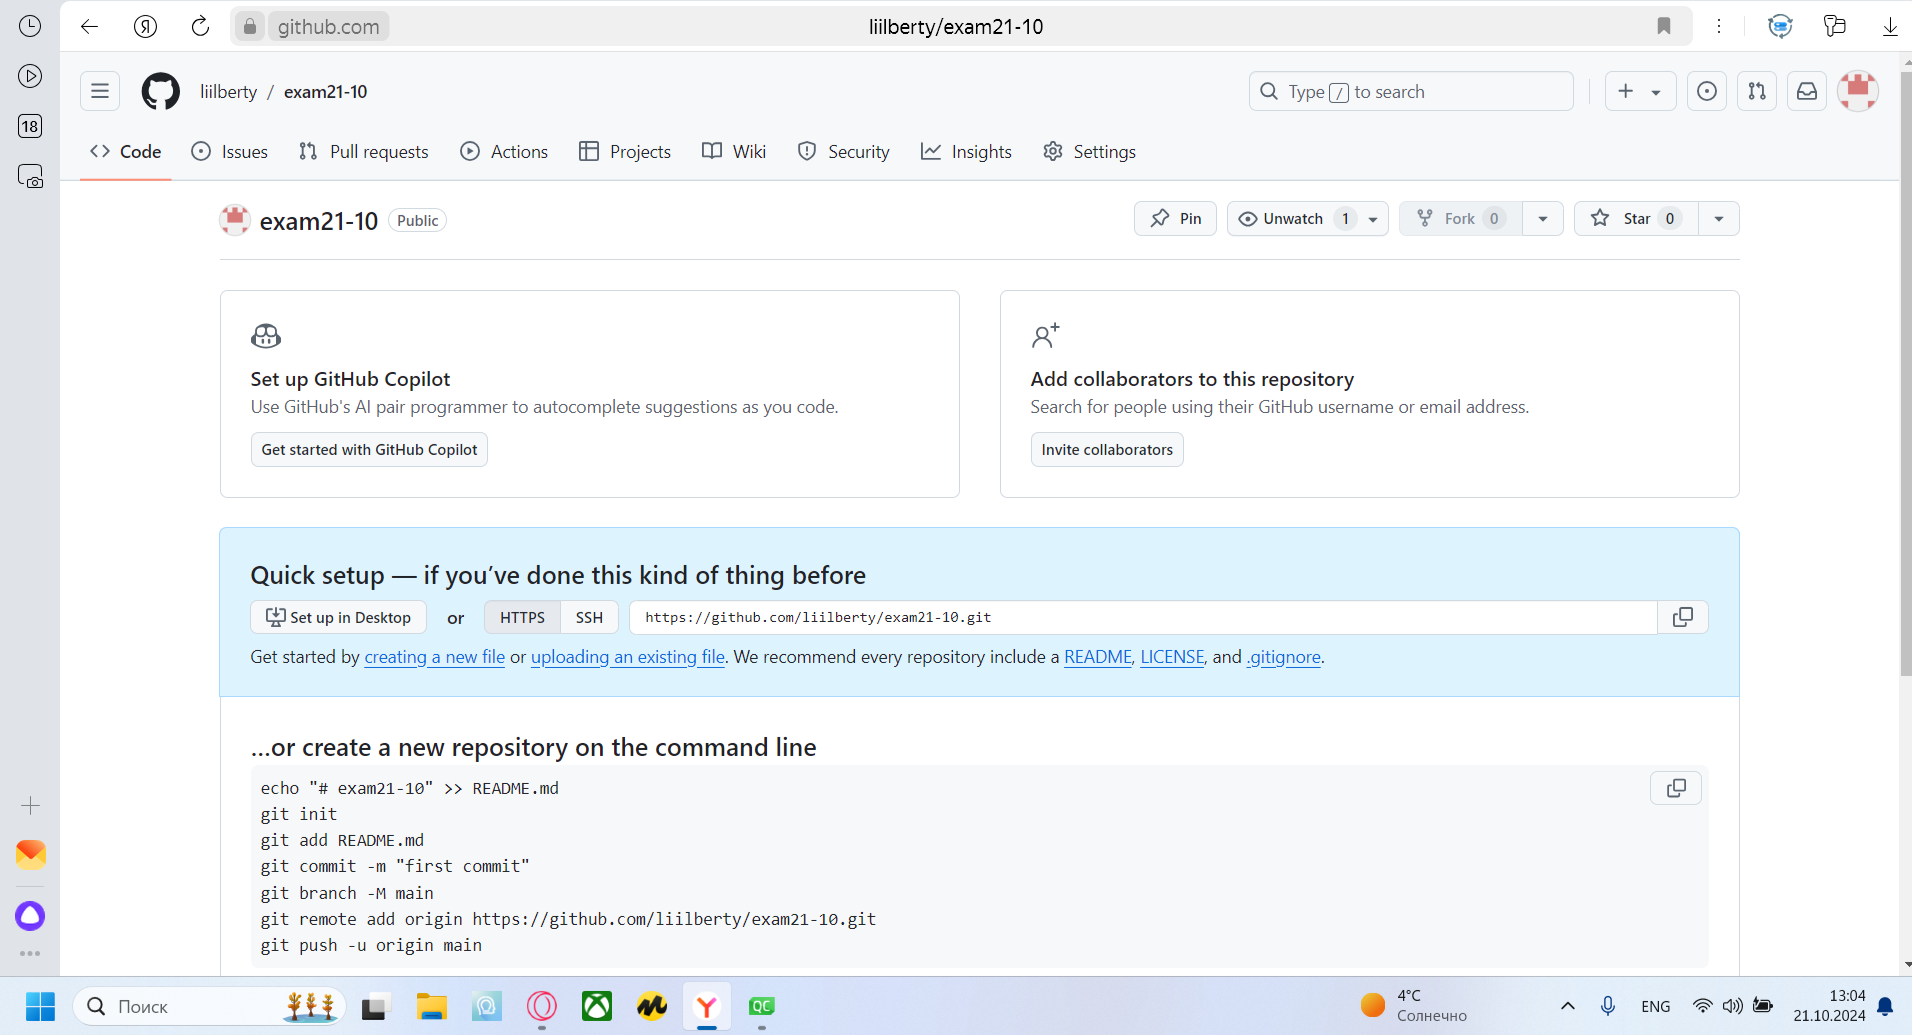 github.com
liilberty/exam21-10
18
liilberty / exam21-10
Type / to search
Code
Issues
Pull requests
Actions
Projects
Wiki
Security
Insights
Settings
exam21-10
Public
Pin
Unwatch 1
Fork 0
Star 0
Set up GitHub Copilot
Use GitHub's AI pair programmer to autocomplete suggestions as you code.
Get started with GitHub Copilot
Add collaborators to this repository
Search for people using their GitHub username or email address.
Invite collaborators
Quick setup — if you’ve done this kind of thing before
Set up in Desktop or HTTPS SSH https://github.com/liilberty/exam21-10.git
Get started by creating a new file or uploading an existing file. We recommend every repository include a README, LICENSE, and .gitignore.
…or create a new repository on the command line
echo "# exam21-10" >> README.md
git init
git add README.md
git commit -m "first commit"
git branch -M main
git remote add origin https://github.com/liilberty/exam21-10.git
git push -u origin main
Поиск
QC
4°C
Солнечно
ENG
13:04
21.10.2024